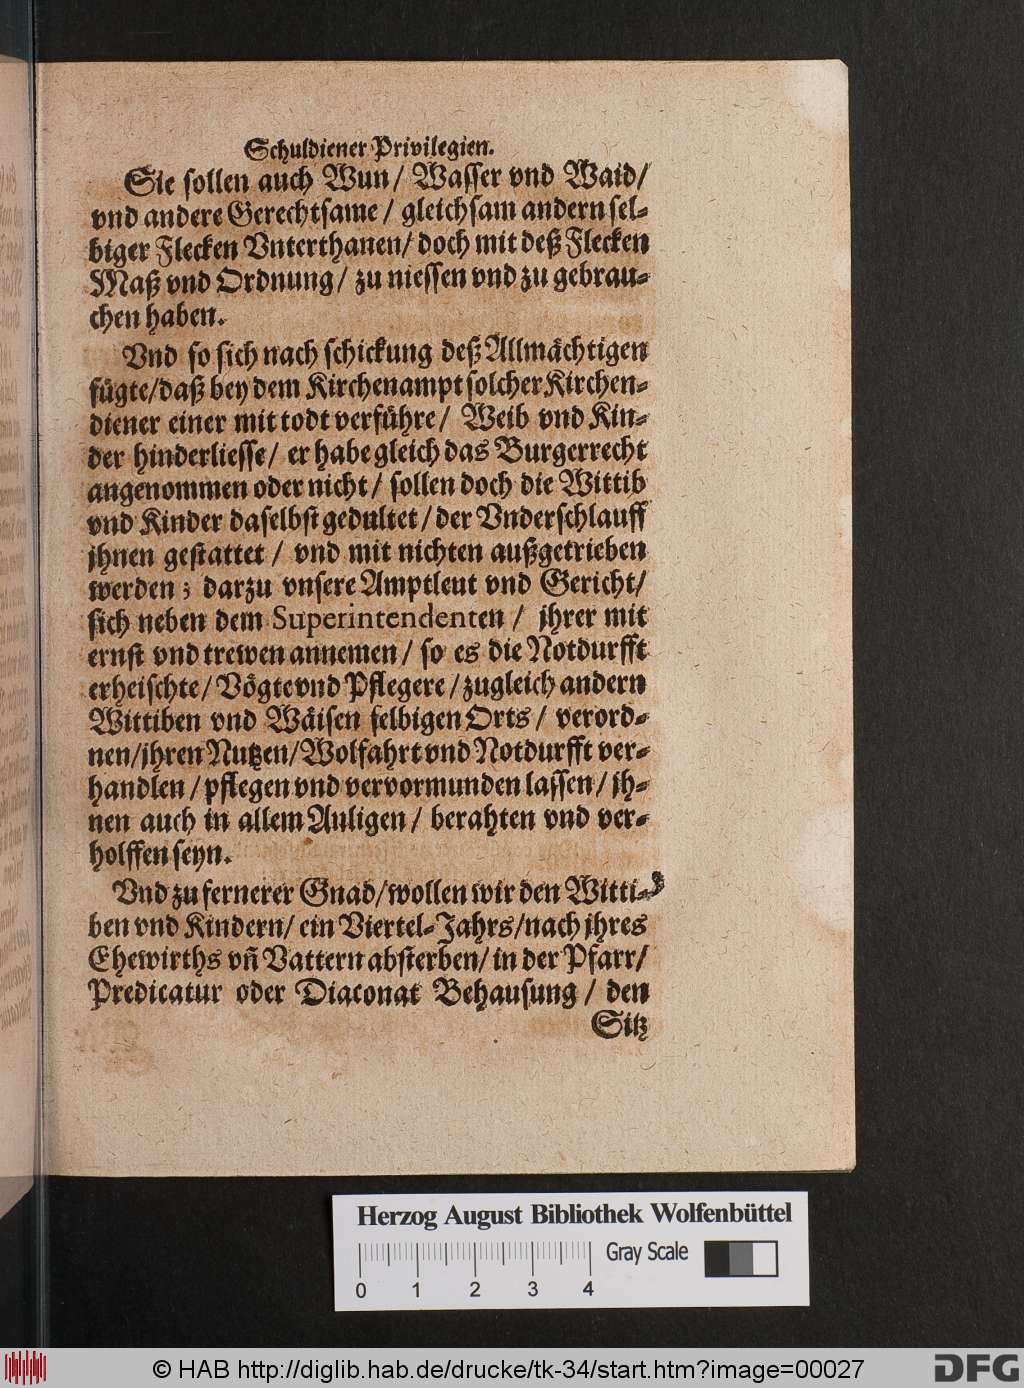 Schuldiener Privilegien.
Sie sollen auch Wun / Wasser vnd Waid /
vnd andere Gerechtsame / gleichsam andern sel-
biger Flecken Vnterthanen / doch mit deß Flecken
Maß vnd Ordnung / zu niessen vnd zu gebrau-
chen haben.
Vnd so sich nach schickung deß Allmächtigen
fügte / daß bey dem Kirchenampt solcher Kirchen-
diener einer mit todt verführe / Weib vnd Kin-
der hinderliesse / er habe gleich das Burgerrecht
angenommen oder nicht / sollen doch die Wittib
vnd Kinder daselbst gedultet / der Vnderschlauff
jhnen gestattet / vnd mit nichten außgetrieben
werden ; darzu vnsere Amptleut vnd Gericht /
sich neben dem Superintendenten / jhrer mit
ernst vnd trewen annemen / so es die Notdurfft
erheischte / Vögte vnd Pflegere / zugleich andern
Wittiben vnd Wäisen selbigen Orts / verord-
nen / jhren Nutzen / Wolfahrt vnd Notdurfft ver-
handlen / pflegen vnd vervormunden lassen / jh-
nen auch in allem Auligen / berahten vnd ver-
holffen seyn.
Vnd zu fernerer Gnad / wollen wir den Witti-
ben vnd Kindern / ein Viertel-Jahrs / nach jhres
Ehewirths vñ Vattern absterben / in der Pfarr /
Predicatur oder Diaconat Behausung / den
Sitz
Herzog August Bibliothek Wolfenbüttel
Gray Scale
0 1 2 3 4
© HAB http://diglib.hab.de/drucke/tk-34/start.htm?image=00027
DFG